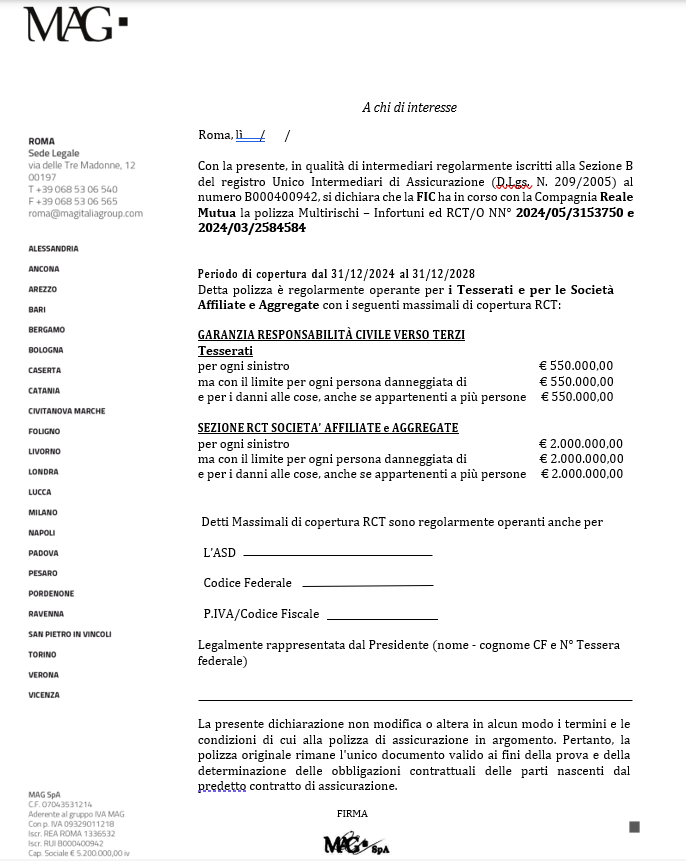 MAG
A chi di interesse
Roma, lì / /
ROMA
Sede Legale
via delle Tre Madonne, 12
00197
T +39 068 53 06 540
F +39 068 53 06 565
roma@magitaliagroup.com
ALESSANDRIA
ANCONA
AREZZO
BARI
BERGAMO
BOLOGNA
CASERTA
CATANIA
CIVITANOVA MARCHE
FOLIGNO
LIVORNO
LONDRA
LUCCA
MILANO
NAPOLI
PADOVA
PESARO
PORDENONE
RAVENNA
SAN PIETRO IN VINCOLI
TORINO
VERONA
VICENZA
MAG SpA
C.F. 07043531214
Aderente al gruppo IVA MAG
Con p. IVA 09329011218
Iscr. REA ROMA 1336532
Iscr. RUI B000400942
Cap. Sociale € 5.200.000,00 iv
Con la presente, in qualità di intermediari regolarmente iscritti alla Sezione B
del registro Unico Intermediari di Assicurazione (D.Lgs. N. 209/2005) al
numero B000400942, si dichiara che la FIC ha in corso con la Compagnia Reale
Mutua la polizza Multirischi – Infortuni ed RCT/O NN° 2024/05/3153750 e
2024/03/2584584
Periodo di copertura dal 31/12/2024 al 31/12/2028
Detta polizza è regolarmente operante per i Tesserati e per le Società
Affiliate e Aggregate con i seguenti massimali di copertura RCT:
GARANZIA RESPONSABILITÀ CIVILE VERSO TERZI
Tesserati
per ogni sinistro € 550.000,00
ma con il limite per ogni persona danneggiata di € 550.000,00
e per i danni alle cose, anche se appartenenti a più persone € 550.000,00
SEZIONE RCT SOCIETA' AFFILIATE e AGGREGATE
per ogni sinistro € 2.000.000,00
ma con il limite per ogni persona danneggiata di € 2.000.000,00
e per i danni alle cose, anche se appartenenti a più persone € 2.000.000,00
Detti Massimali di copertura RCT sono regolarmente operanti anche per
L'ASD
Codice Federale
P.IVA/Codice Fiscale
Legalmente rappresentata dal Presidente (nome - cognome CF e N° Tessera
federale)
La presente dichiarazione non modifica o altera in alcun modo i termini e le
condizioni di cui alla polizza di assicurazione in argomento. Pertanto, la
polizza originale rimane l'unico documento valido ai fini della prova e della
determinazione delle obbligazioni contrattuali delle parti nascenti dal
predetto contratto di assicurazione.
FIRMA
MAG SpA